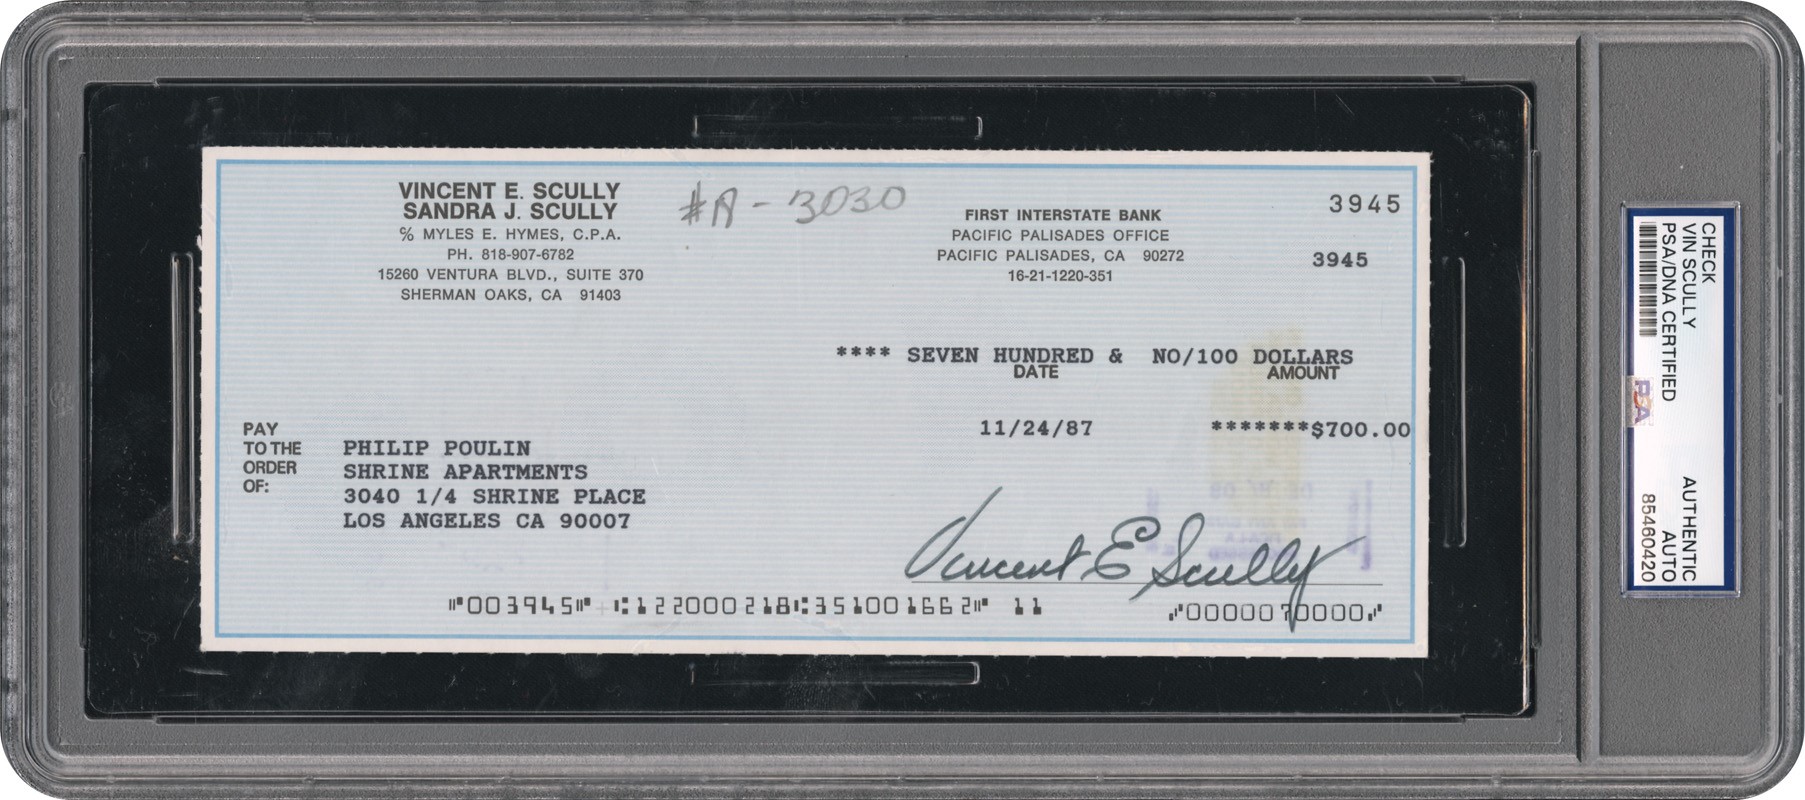 VINCENT E. SCULLY
SANDRA J. SCULLY
% MYLES E. HYMES, C.P.A.
PH. 818-907-6782
15260 VENTURA BLVD., SUITE 370
SHERMAN OAKS, CA 91403
#A - 3030
FIRST INTERSTATE BANK
PACIFIC PALISADES OFFICE
PACIFIC PALISADES, CA 90272
16-21-1220-351
3945
3945
**** SEVEN HUNDRED & NO/100 DOLLARS
DATE AMOUNT
11/24/87 *******$700.00
PAY
TO THE
ORDER
OF:
PHILIP POULIN
SHRINE APARTMENTS
3040 1/4 SHRINE PLACE
LOS ANGELES CA 90007
Vincent E Scully
⑈003945⑈ ⑆122000218⑆351001662⑈ 11 ⑇0000070000⑇
CHECK
VIN SCULLY
PSA/DNA CERTIFIED
PSA
AUTHENTIC
AUTO
85460420